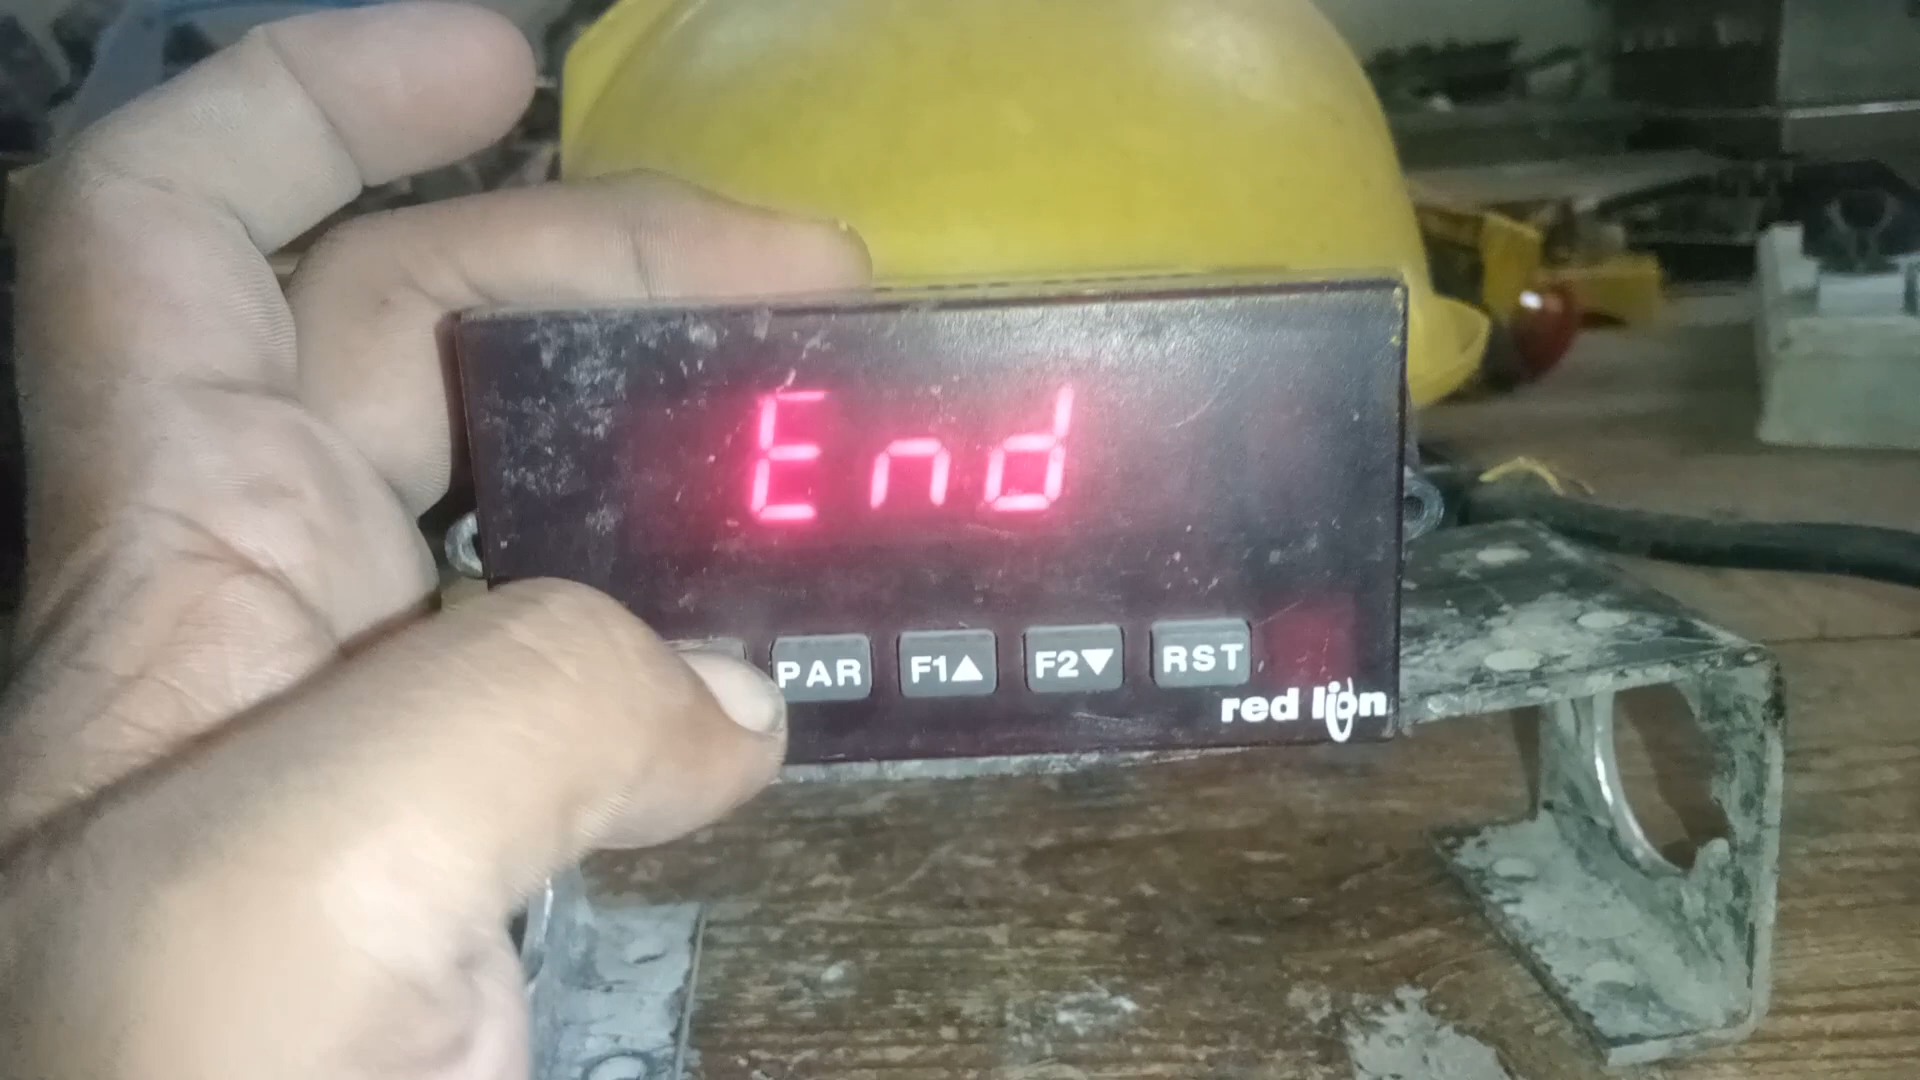 End
PAR F1▲ F2▼ RST
red lion